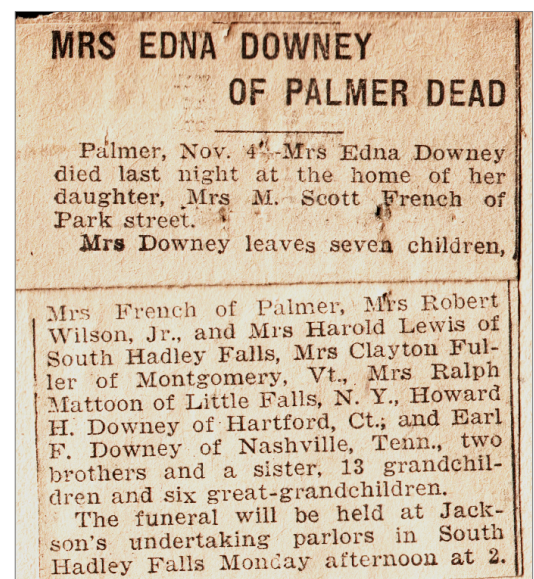 MRS EDNA DOWNEY
OF PALMER DEAD
Palmer, Nov. 4—Mrs Edna Downey
died last night at the home of her
daughter, Mrs M. Scott French of
Park street.
Mrs Downey leaves seven children,
Mrs French of Palmer, Mrs Robert
Wilson, Jr., and Mrs Harold Lewis of
South Hadley Falls, Mrs Clayton Ful-
ler of Montgomery, Vt., Mrs Ralph
Mattoon of Little Falls, N. Y., Howard
H. Downey of Hartford, Ct., and Earl
F. Downey of Nashville, Tenn., two
brothers and a sister, 13 grandchil-
dren and six great-grandchildren.
The funeral will be held at Jack-
son's undertaking parlors in South
Hadley Falls Monday afternoon at 2.